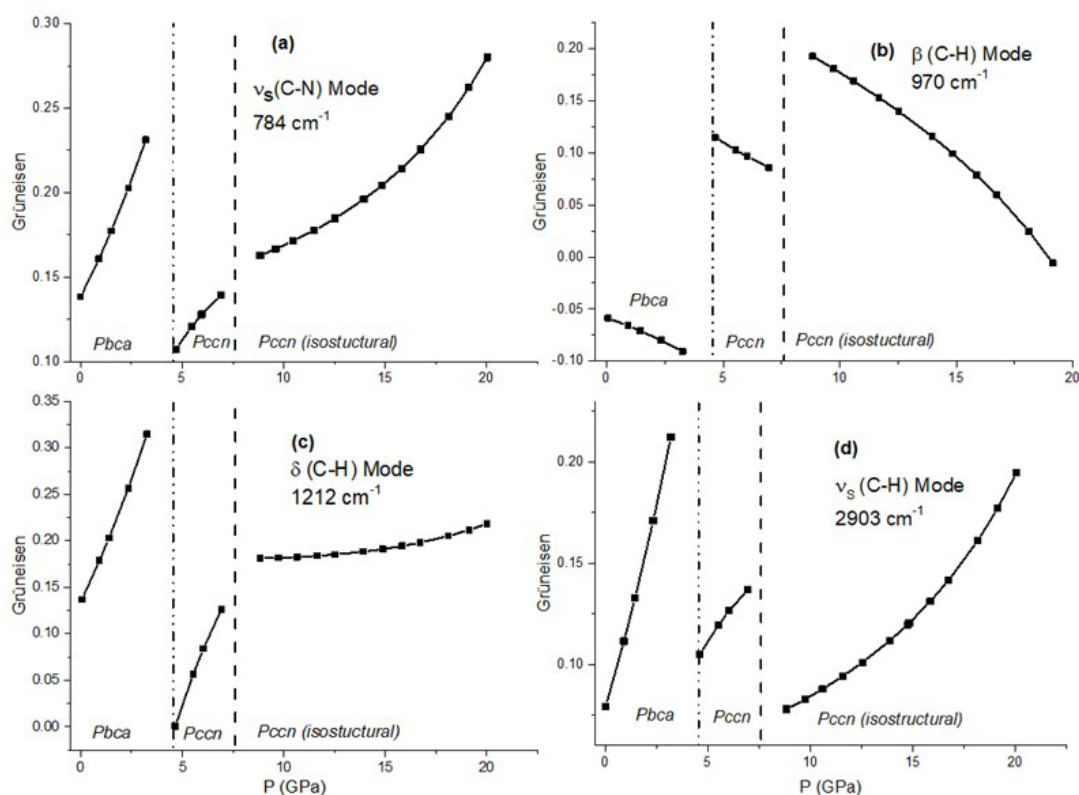 0.30
0.25
0.20
0.15
0.10
Grüneisen
(a)
νs(C-N) Mode
784 cm⁻¹
Pbca
Pccn
Pccn (isostuctural)
0
5
10
15
20
0.20
0.15
0.10
0.05
0.00
-0.05
-0.10
Grüneisen
(b)
β (C-H) Mode
970 cm⁻¹
Pbca
Pccn
Pccn (isostuctural)
0
5
10
15
20
0.35
0.30
0.25
0.20
0.15
0.10
0.05
0.00
Grüneisen
(c)
δ (C-H) Mode
1212 cm⁻¹
Pbca
Pccn
Pccn (isostuctural)
0
5
10
15
20
P (GPa)
0.20
0.15
0.10
Grüneisen
(d)
νS (C-H) Mode
2903 cm⁻¹
Pbca
Pccn
Pccn (isostructural)
0
5
10
15
20
P (GPa)